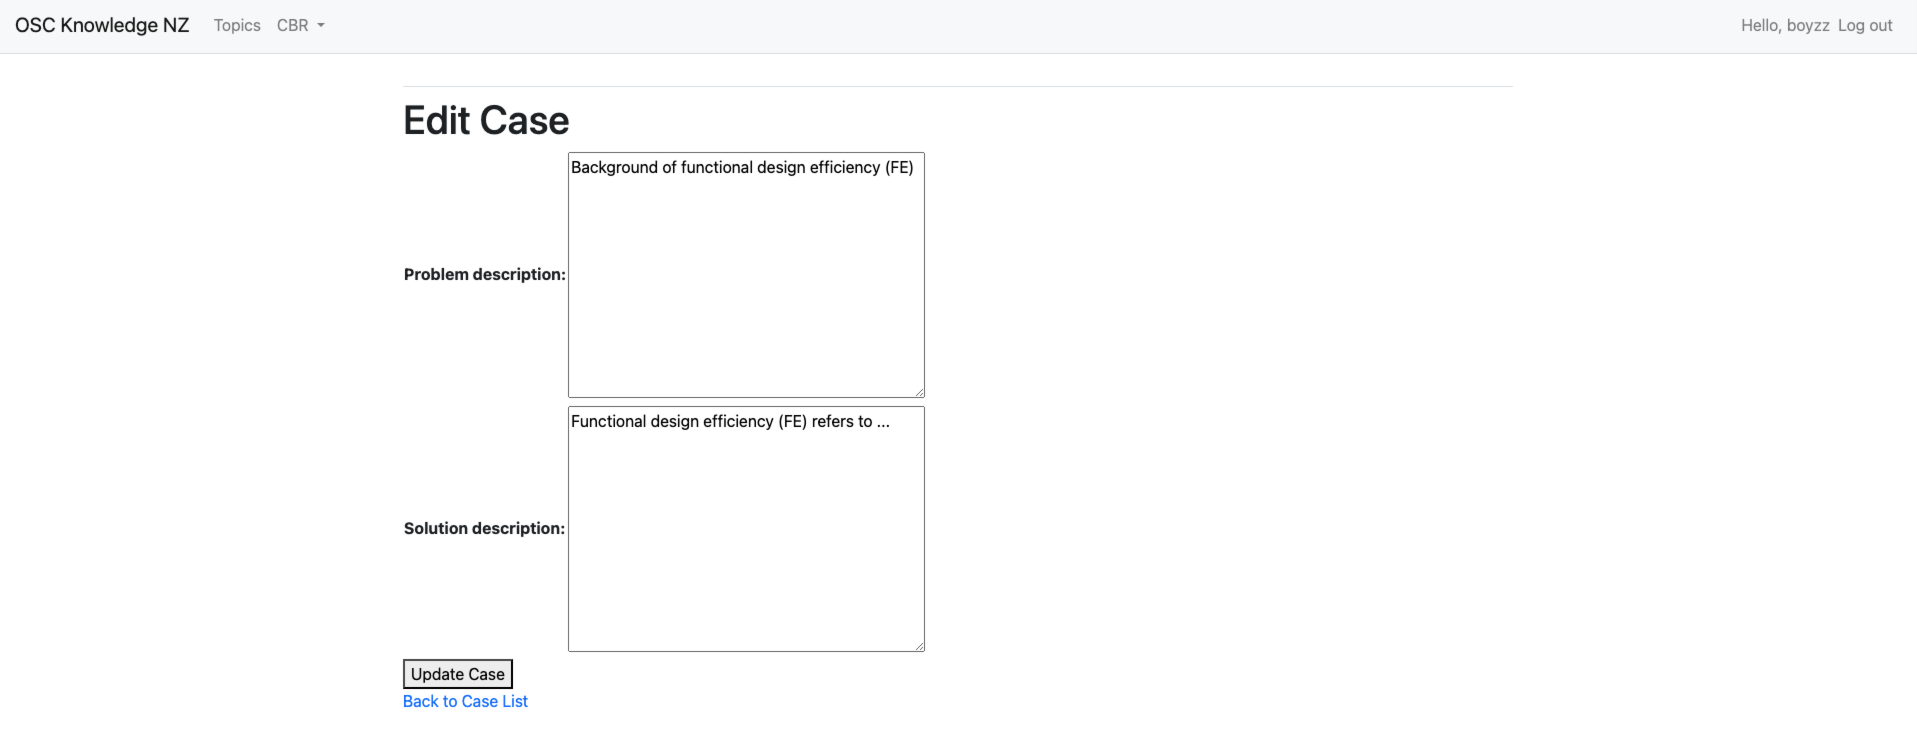 OSC Knowledge NZ Topics CBR Hello, boyzz Log out
Edit Case
Background of functional design efficiency (FE)
Problem description:
Functional design efficiency (FE) refers to ...
Solution description:
Update Case
Back to Case List